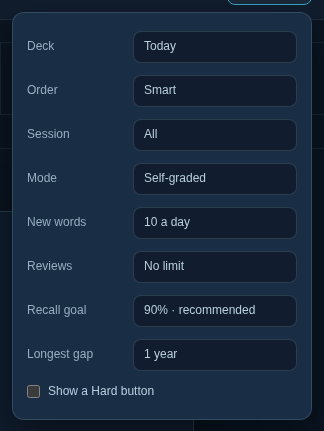 Deck Today
Order Smart
Session All
Mode Self-graded
New words 10 a day
Reviews No limit
Recall goal 90% · recommended
Longest gap 1 year
Show a Hard button